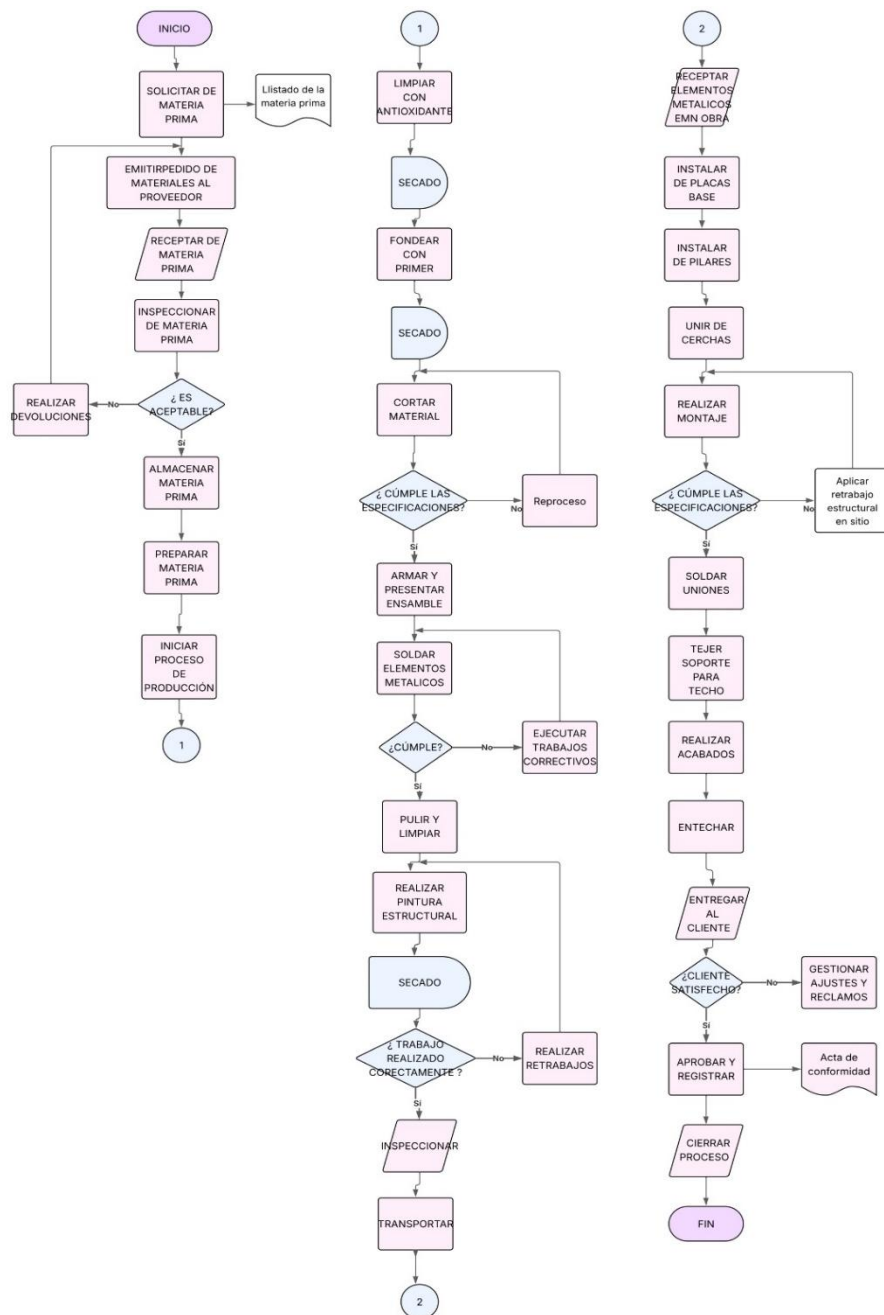 INICIO
SOLICITAR DE
MATERIA
PRIMA
Llistado de la
materia prima
EMIITIRPEDIDO DE
MATERIALES AL
PROVEEDOR
RECEPTAR DE
MATERIA
PRIMA
INSPECCIONAR
DE MATERIA
PRIMA
¿ ES
ACEPTABLE?
No
REALIZAR
DEVOLUCIONES
Sí
ALMACENAR
MATERIA
PRIMA
PREPARAR
MATERIA
PRIMA
INICIAR
PROCESO
DE
PRODUCCIÓN
1
1
LIMPIAR
CON
ANTIOXIDANTE
SECADO
FONDEAR
CON
PRIMER
SECADO
CORTAR
MATERIAL
¿ CÚMPLE LAS
ESPECIFICACIONES?
No
Reproceso
Sí
ARMAR Y
PRESENTAR
ENSAMBLE
SOLDAR
ELEMENTOS
METALICOS
¿CÚMPLE?
No
EJECUTAR
TRABAJOS
CORRECTIVOS
Sí
PULIR Y
LIMPIAR
REALIZAR
PINTURA
ESTRUCTURAL
SECADO
¿ TRABAJO
REALIZADO
CORECTAMENTE ?
No
REALIZAR
RETRABAJOS
Sí
INSPECCIONAR
TRANSPORTAR
2
2
RECEPTAR
ELEMENTOS
METALICOS
EMN OBRA
INSTALAR
DE PLACAS
BASE
INSTALAR
DE PILARES
UNIR DE
CERCHAS
REALIZAR
MONTAJE
¿ CÚMPLE LAS
ESPECIFICACIONES?
No
Aplicar
retrabajo
estructural
en sitio
Sí
SOLDAR
UNIONES
TEJER
SOPORTE
PARA
TECHO
REALIZAR
ACABADOS
ENTECHAR
ENTREGAR
AL
CLIENTE
¿CLIENTE
SATISFECHO?
No
GESTIONAR
AJUSTES Y
RECLAMOS
Sí
APROBAR Y
REGISTRAR
Acta de
conformidad
CIERRAR
PROCESO
FIN